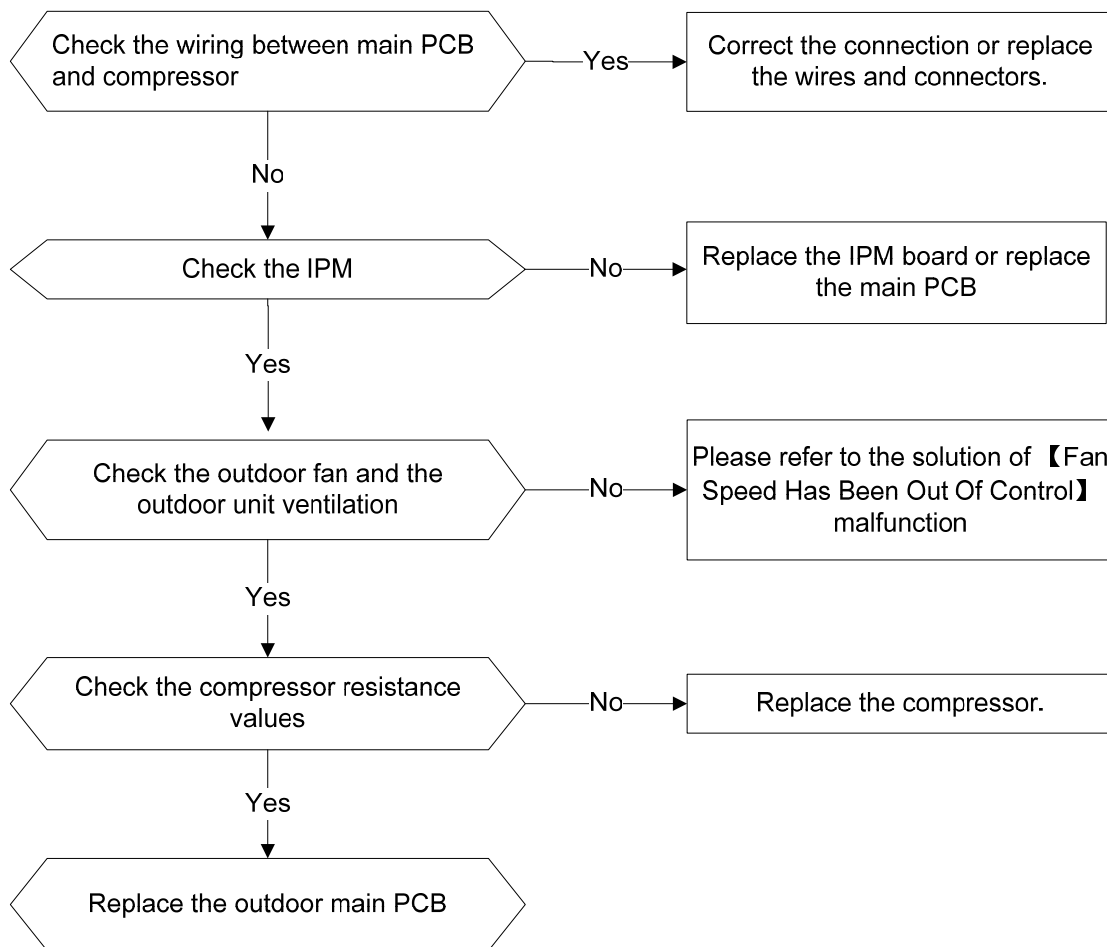 Check the wiring between main PCB
and compressor
Yes
Correct the connection or replace
the wires and connectors.
No
Check the IPM
No
Replace the IPM board or replace
the main PCB
Yes
Check the outdoor fan and the
outdoor unit ventilation
No
Please refer to the solution of 【Fan
Speed Has Been Out Of Control】
malfunction
Yes
Check the compressor resistance
values
No
Replace the compressor.
Yes
Replace the outdoor main PCB